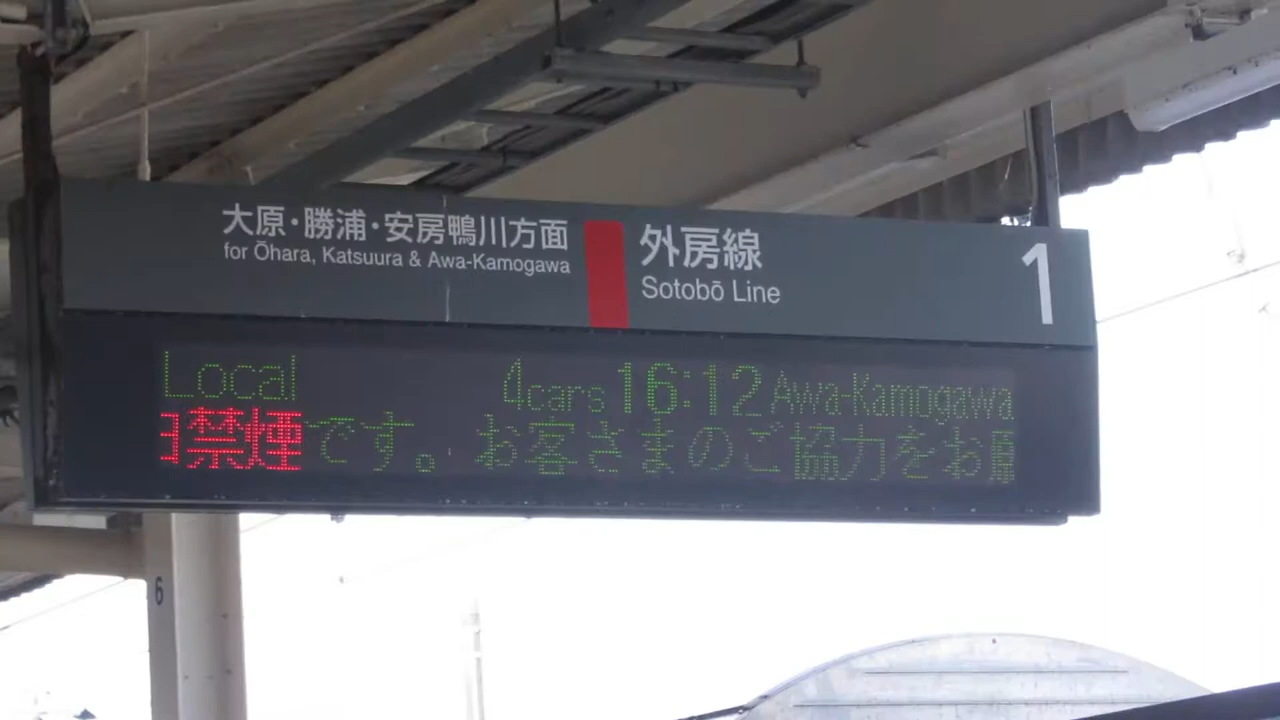 大原・勝浦・安房鴨川方面
for Ōhara, Katsuura & Awa-Kamogawa
外房線
Sotobō Line
1
Local 4cars 16:12 Awa-Kamogawa
禁煙です。お客さまのご協力をお願
6